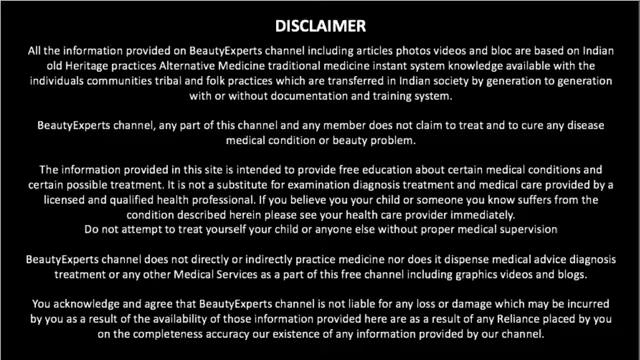 DISCLAIMER
All the information provided on BeautyExperts channel including articles photos videos and bloc are based on Indian
old Heritage practices Alternative Medicine traditional medicine instant system knowledge available with the
individuals communities tribal and folk practices which are transferred in Indian society by generation to generation
with or without documentation and training system.
BeautyExperts channel, any part of this channel and any member does not claim to treat and to cure any disease
medical condition or beauty problem.
The information provided in this site is intended to provide free education about certain medical conditions and
certain possible treatment. It is not a substitute for examination diagnosis treatment and medical care provided by a
licensed and qualified health professional. If you believe you your child or someone you know suffers from the
condition described herein please see your health care provider immediately.
Do not attempt to treat yourself your child or anyone else without proper medical supervision
BeautyExperts channel does not directly or indirectly practice medicine nor does it dispense medical advice diagnosis
treatment or any other Medical Services as a part of this free channel including graphics videos and blogs.
You acknowledge and agree that BeautyExperts channel is not liable for any loss or damage which may be incurred
by you as a result of the availability of those information provided here are as a result of any Reliance placed by you
on the completeness accuracy our existence of any information provided by our channel.